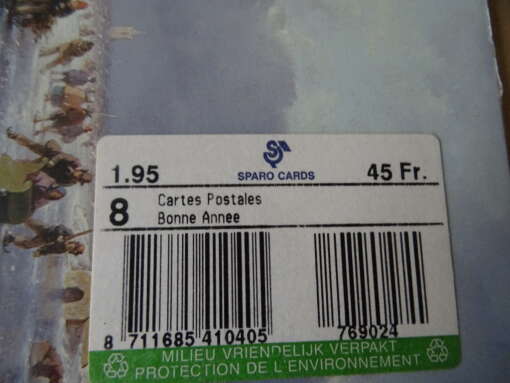 1.95 SPARO CARDS 45 Fr.
8 Cartes Postales
Bonne Annee
8 711685 410405 769024
MILIEU VRIENDELIJK VERPAKT
PROTECTION DE L'ENVIRONNEMENT